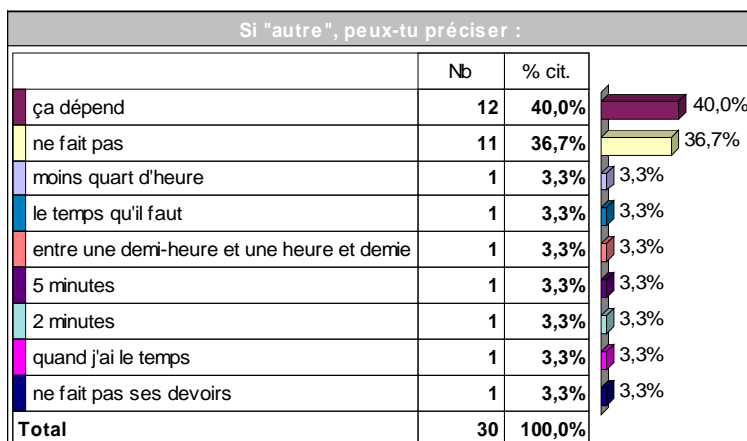 Si "autre", peux-tu préciser :
Nb % cit.
ça dépend 12 40,0% 40,0%
ne fait pas 11 36,7% 36,7%
moins quart d'heure 1 3,3% 3,3%
le temps qu'il faut 1 3,3% 3,3%
entre une demi-heure et une heure et demie 1 3,3% 3,3%
5 minutes 1 3,3% 3,3%
2 minutes 1 3,3% 3,3%
quand j'ai le temps 1 3,3% 3,3%
ne fait pas ses devoirs 1 3,3% 3,3%
Total 30 100,0%